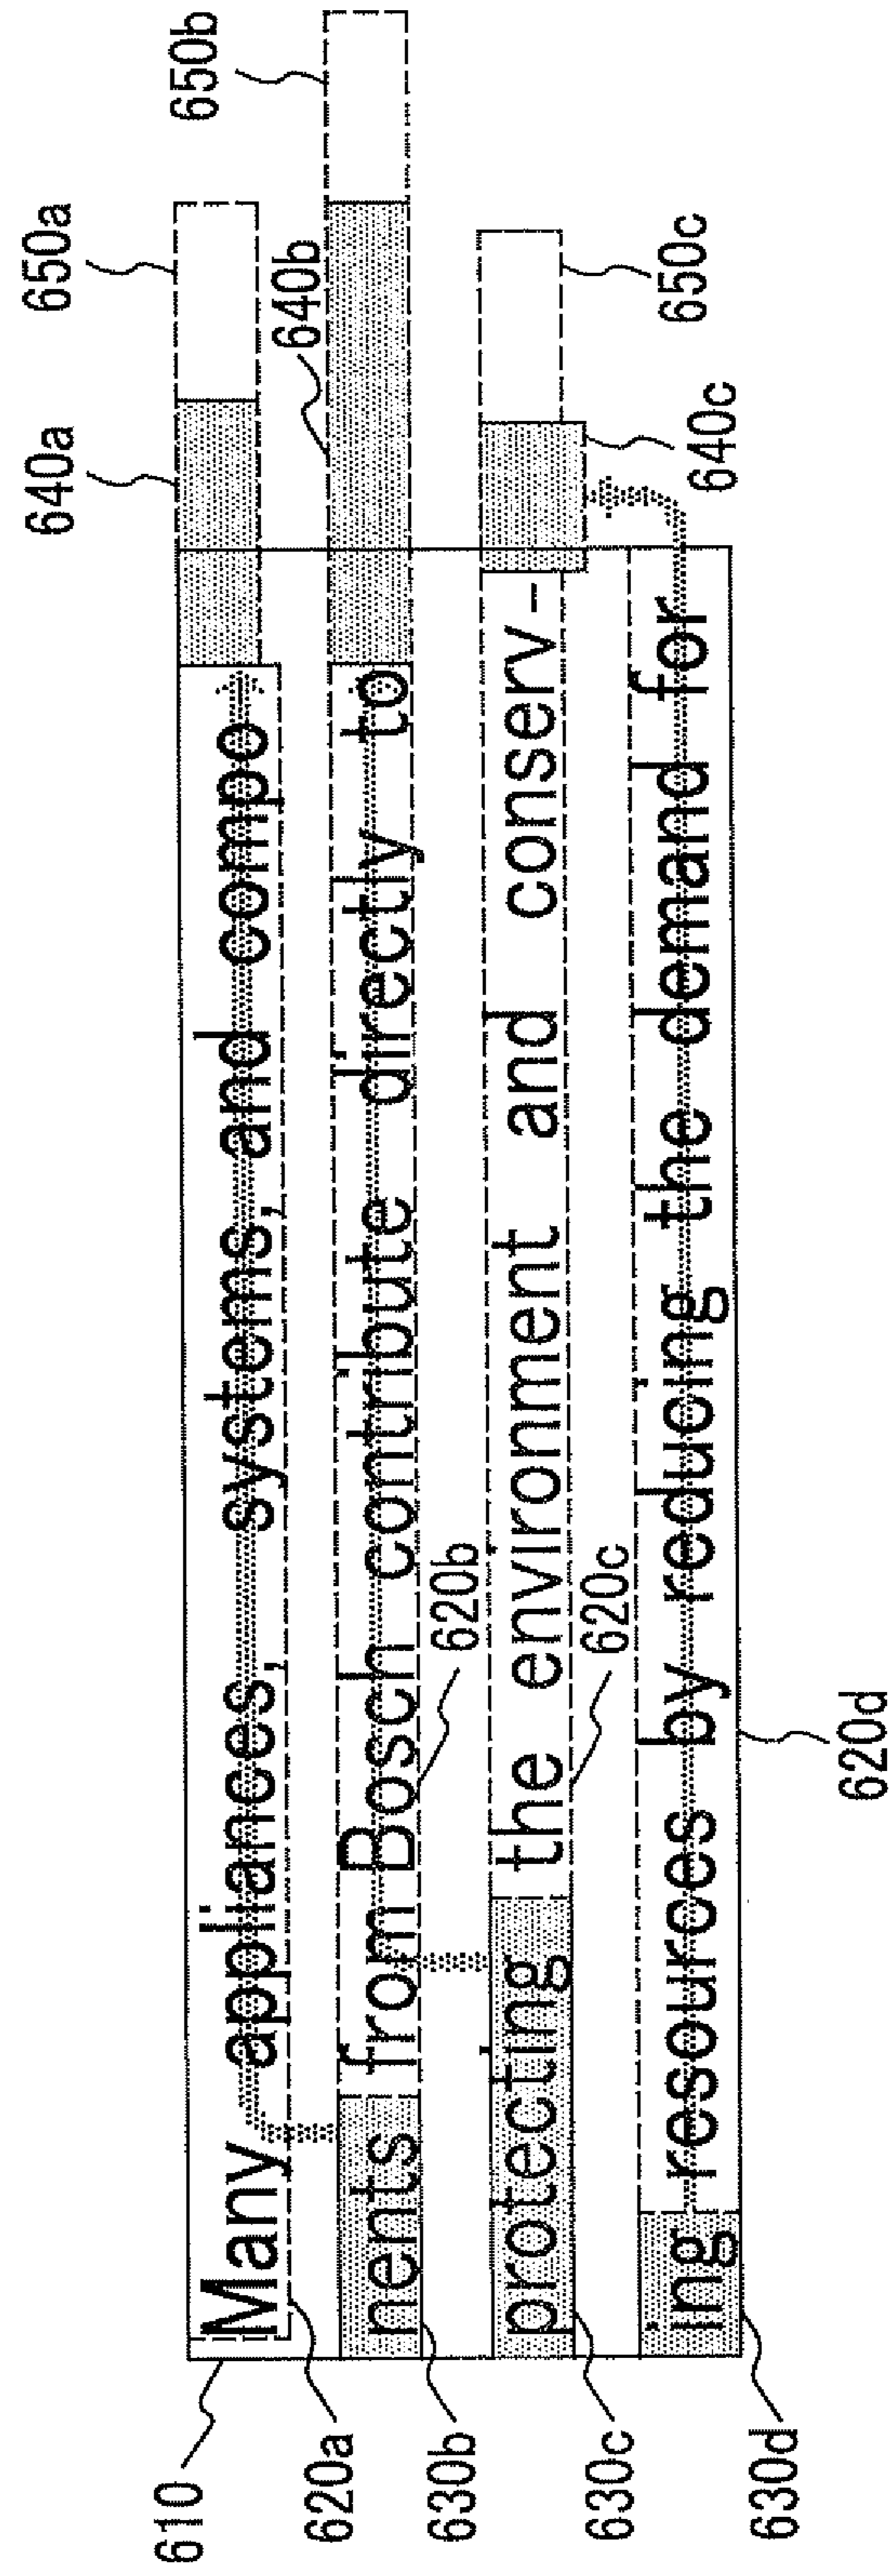 650b
650a
640b
640a
650c
640c
Many appliances, systems, and compo
nents from Bosch contribute directly to
protecting the environment and conserv-
ing resources by reducing the demand for
620b
620c
620d
610
620a
630b
630c
630d